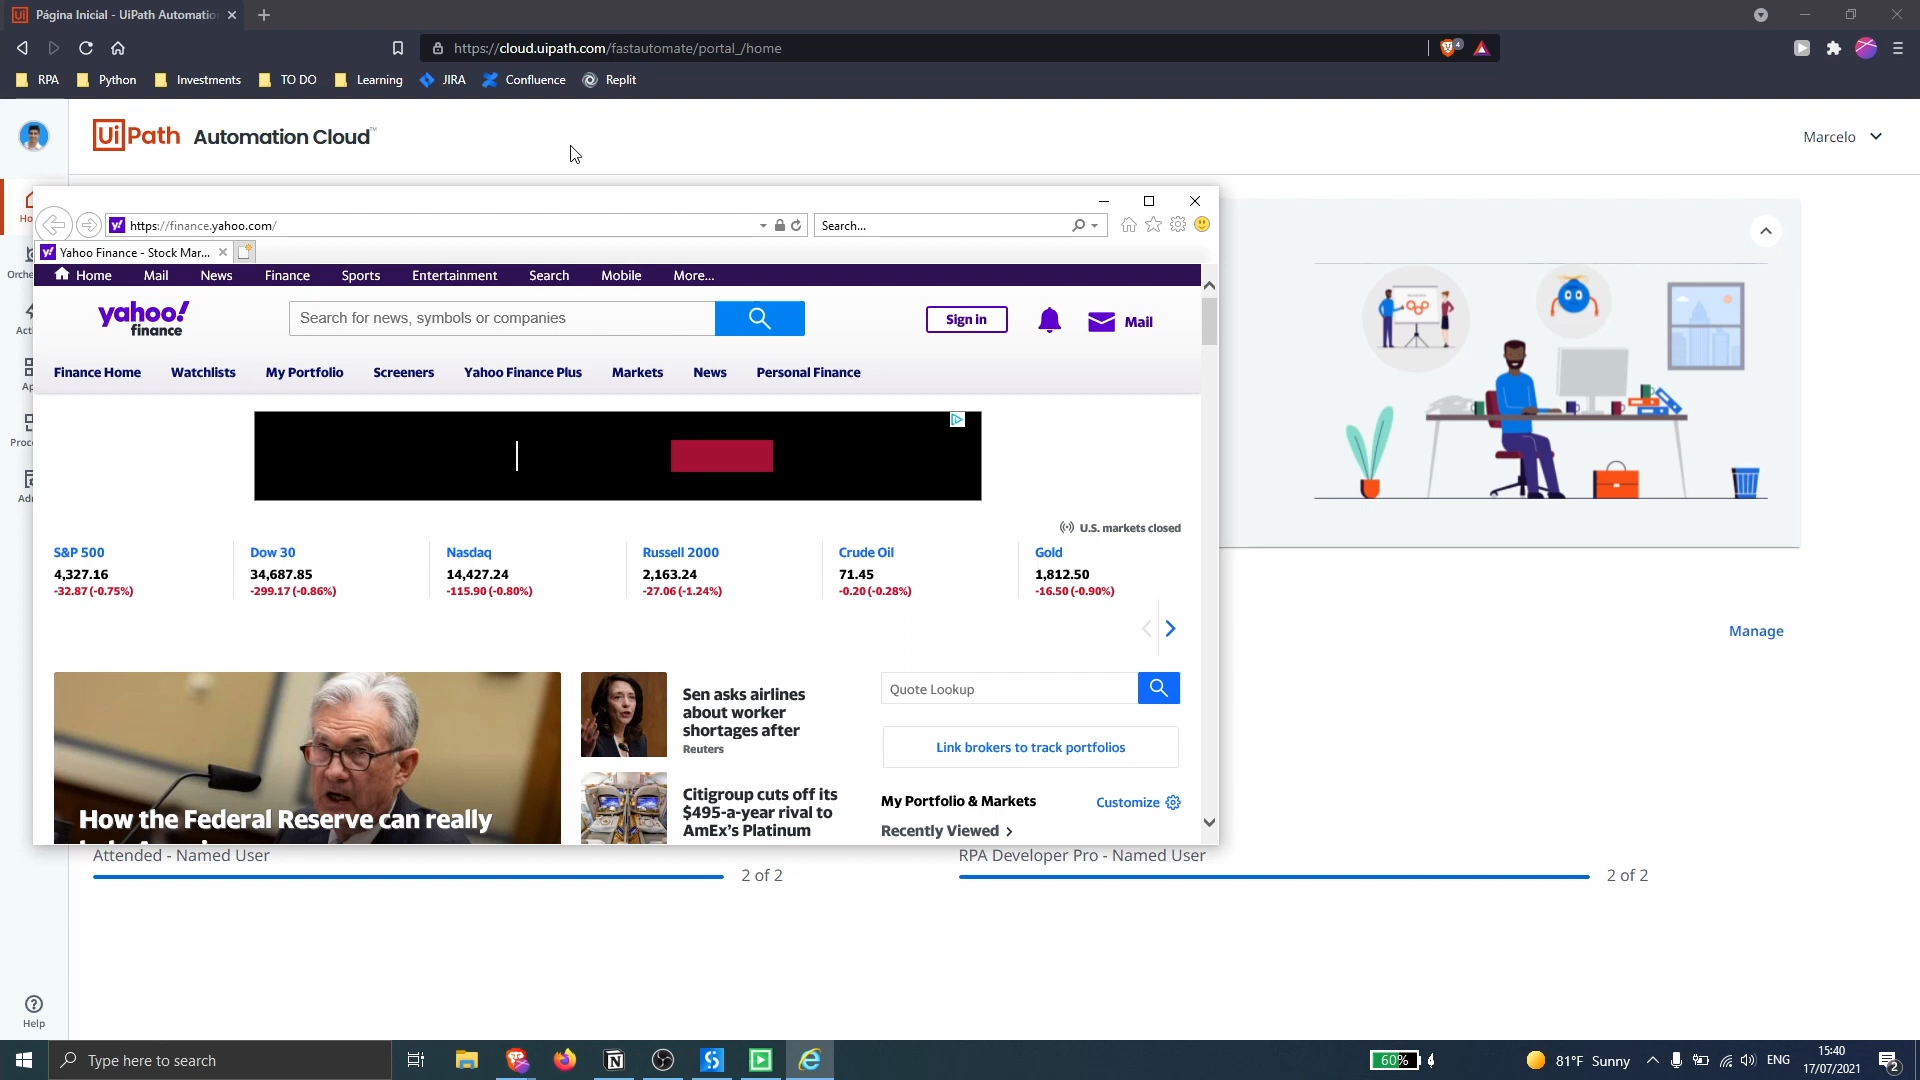 Página Inicial - UiPath Automatio
https://cloud.uipath.com/fastautomate/portal_/home
4
RPA
Python
Investments
TO DO
Learning
JIRA
Confluence
Replit
UiPath Automation Cloud™
Marcelo
https://finance.yahoo.com/
Search...
Yahoo Finance - Stock Mar...
Home
Mail
News
Finance
Sports
Entertainment
Search
Mobile
More...
yahoo!
finance
Search for news, symbols or companies
Sign in
Mail
Finance Home
Watchlists
My Portfolio
Screeners
Yahoo Finance Plus
Markets
News
Personal Finance
U.S. markets closed
S&P 500
4,327.16
-32.87 (-0.75%)
Dow 30
34,687.85
-299.17 (-0.86%)
Nasdaq
14,427.24
-115.90 (-0.80%)
Russell 2000
2,163.24
-27.06 (-1.24%)
Crude Oil
71.45
-0.20 (-0.28%)
Gold
1,812.50
-16.50 (-0.90%)
Manage
How the Federal Reserve can really
Sen asks airlines
about worker
shortages after
Reuters
Citigroup cuts off its
$495-a-year rival to
AmEx's Platinum
Quote Lookup
Link brokers to track portfolios
My Portfolio & Markets
Customize
Recently Viewed >
Attended - Named User
2 of 2
RPA Developer Pro - Named User
2 of 2
Help
Type here to search
60%
81°F Sunny
ENG
15:40
17/07/2021
2